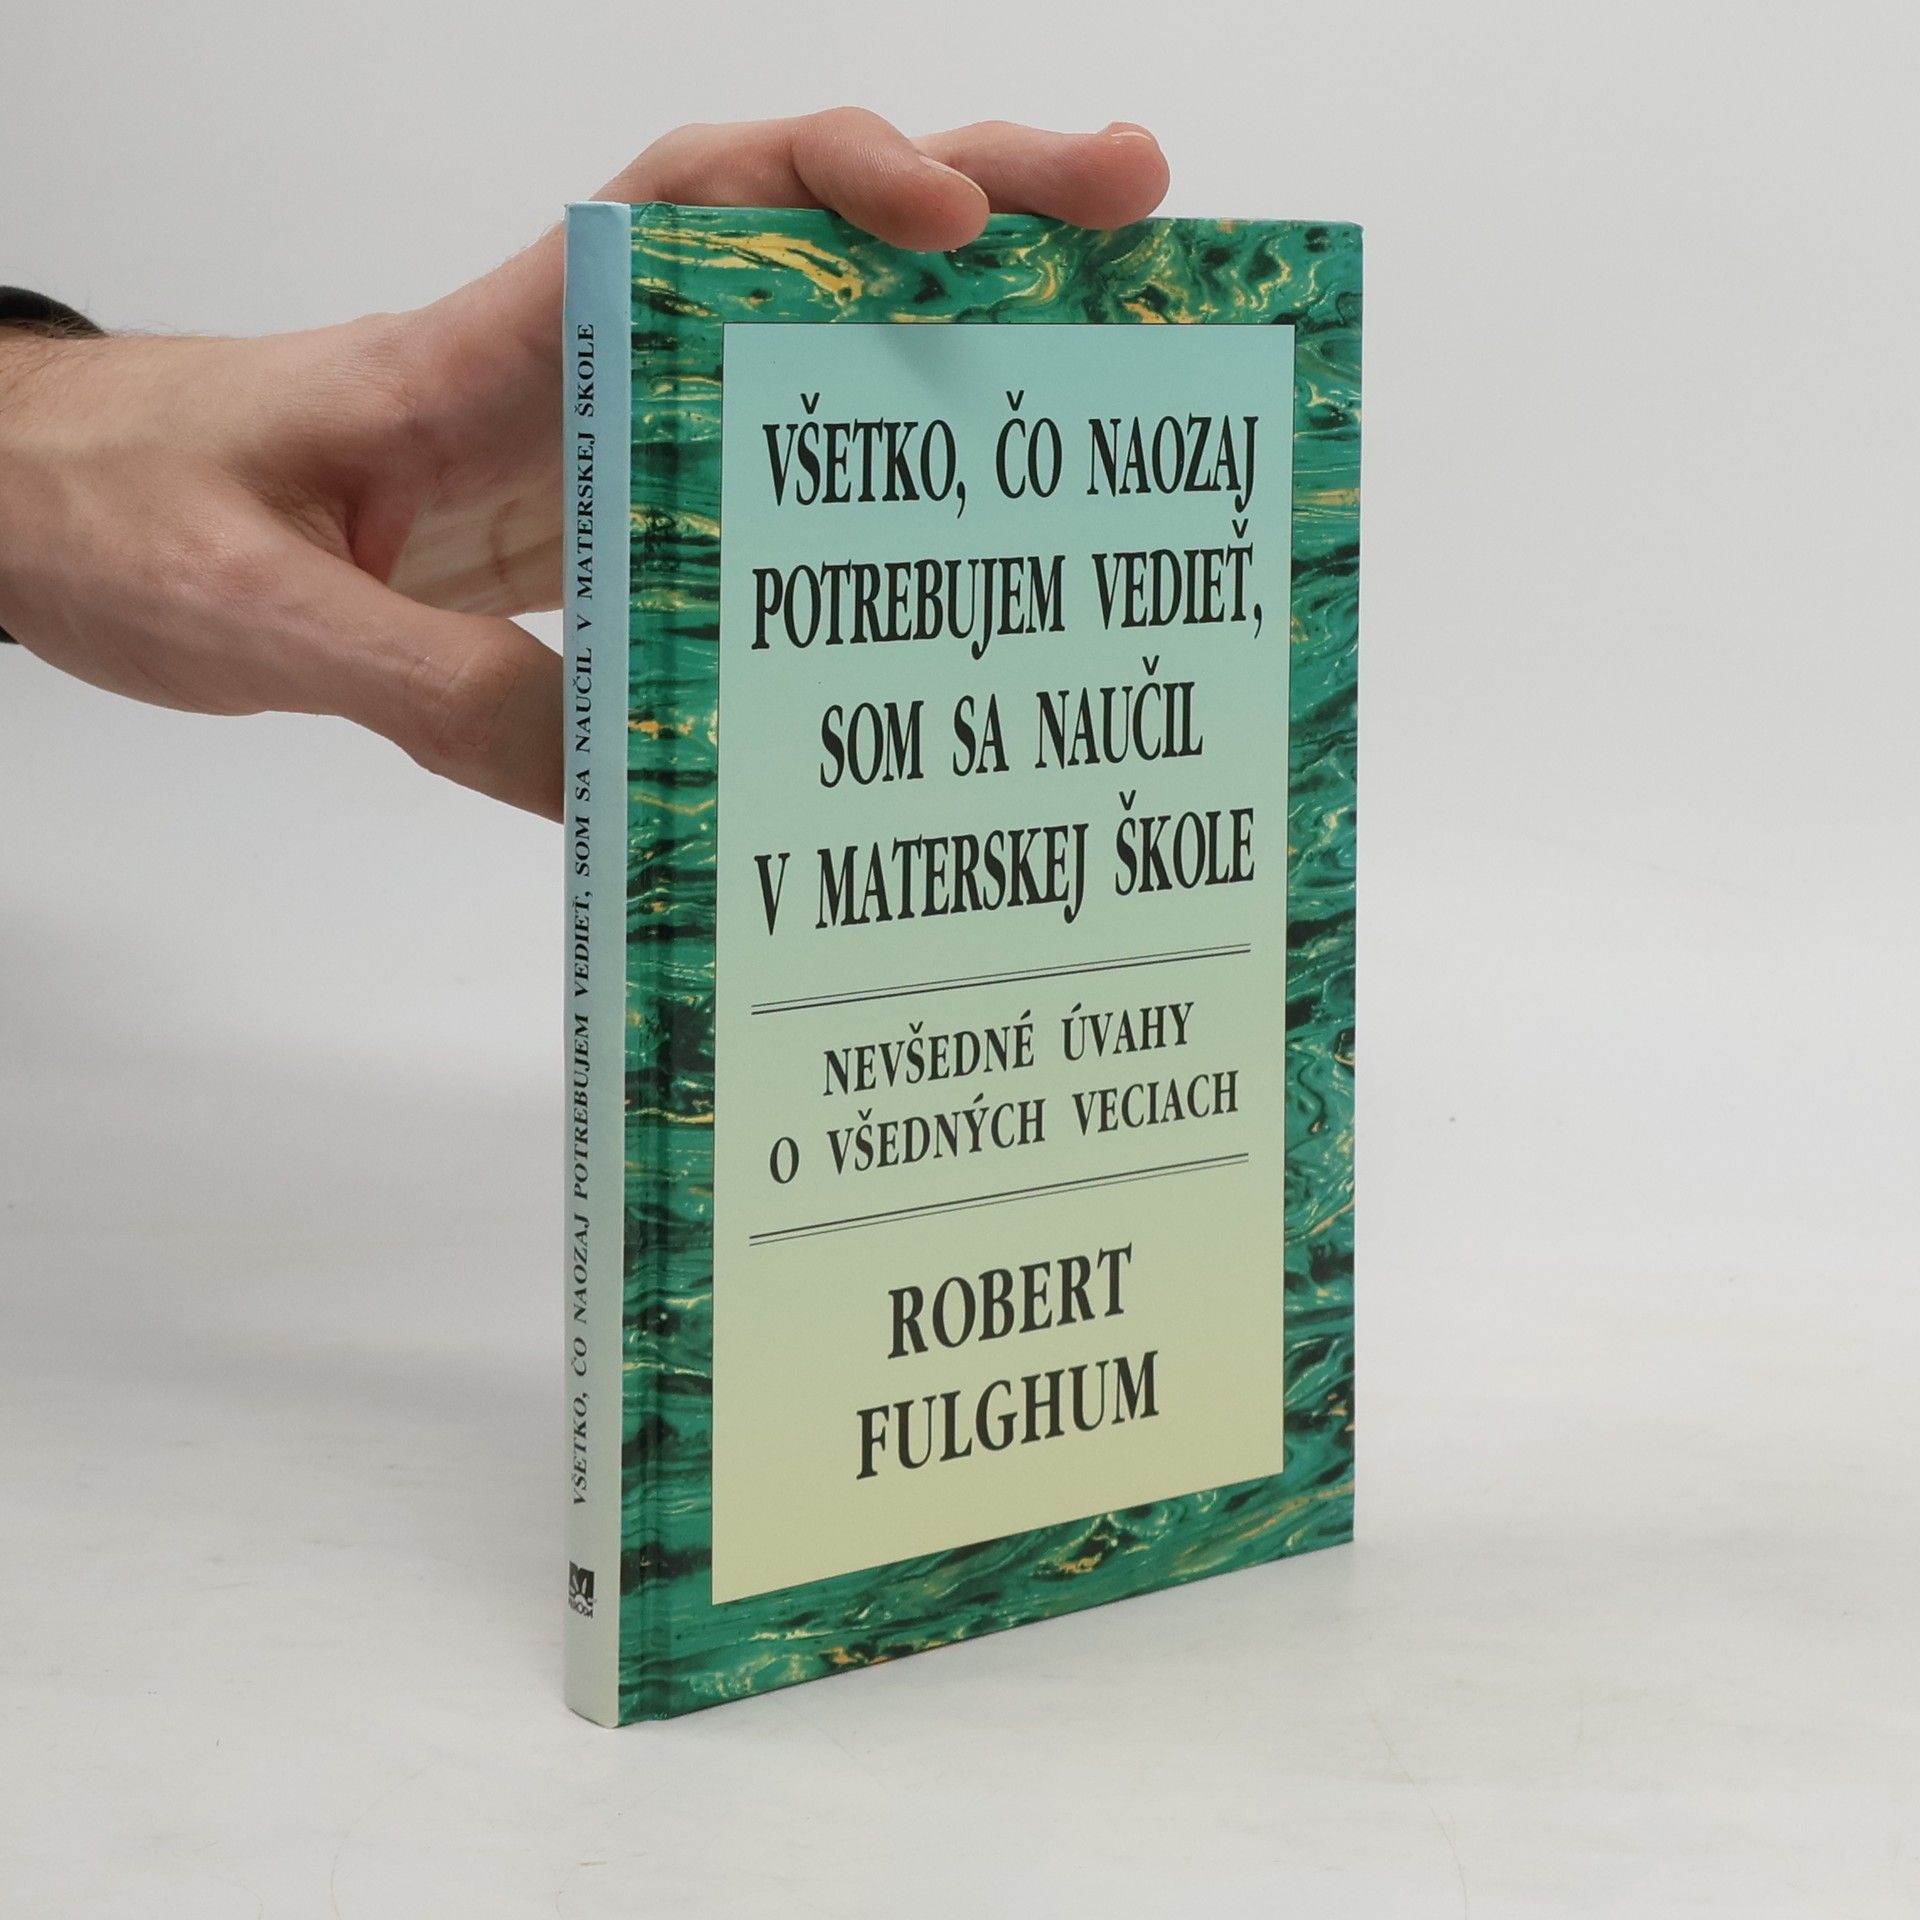 VŠETKO, ČO NAOZAJ POTREBUJEM VEDIEŤ, SOM SA NAUČIL V MATERSKEJ ŠKOLE
VŠETKO, ČO NAOZAJ
POTREBUJEM VEDIEŤ,
SOM SA NAUČIL
V MATERSKEJ ŠKOLE
NEVŠEDNÉ ÚVAHY
O VŠEDNÝCH VECIACH
ROBERT
FULGHUM